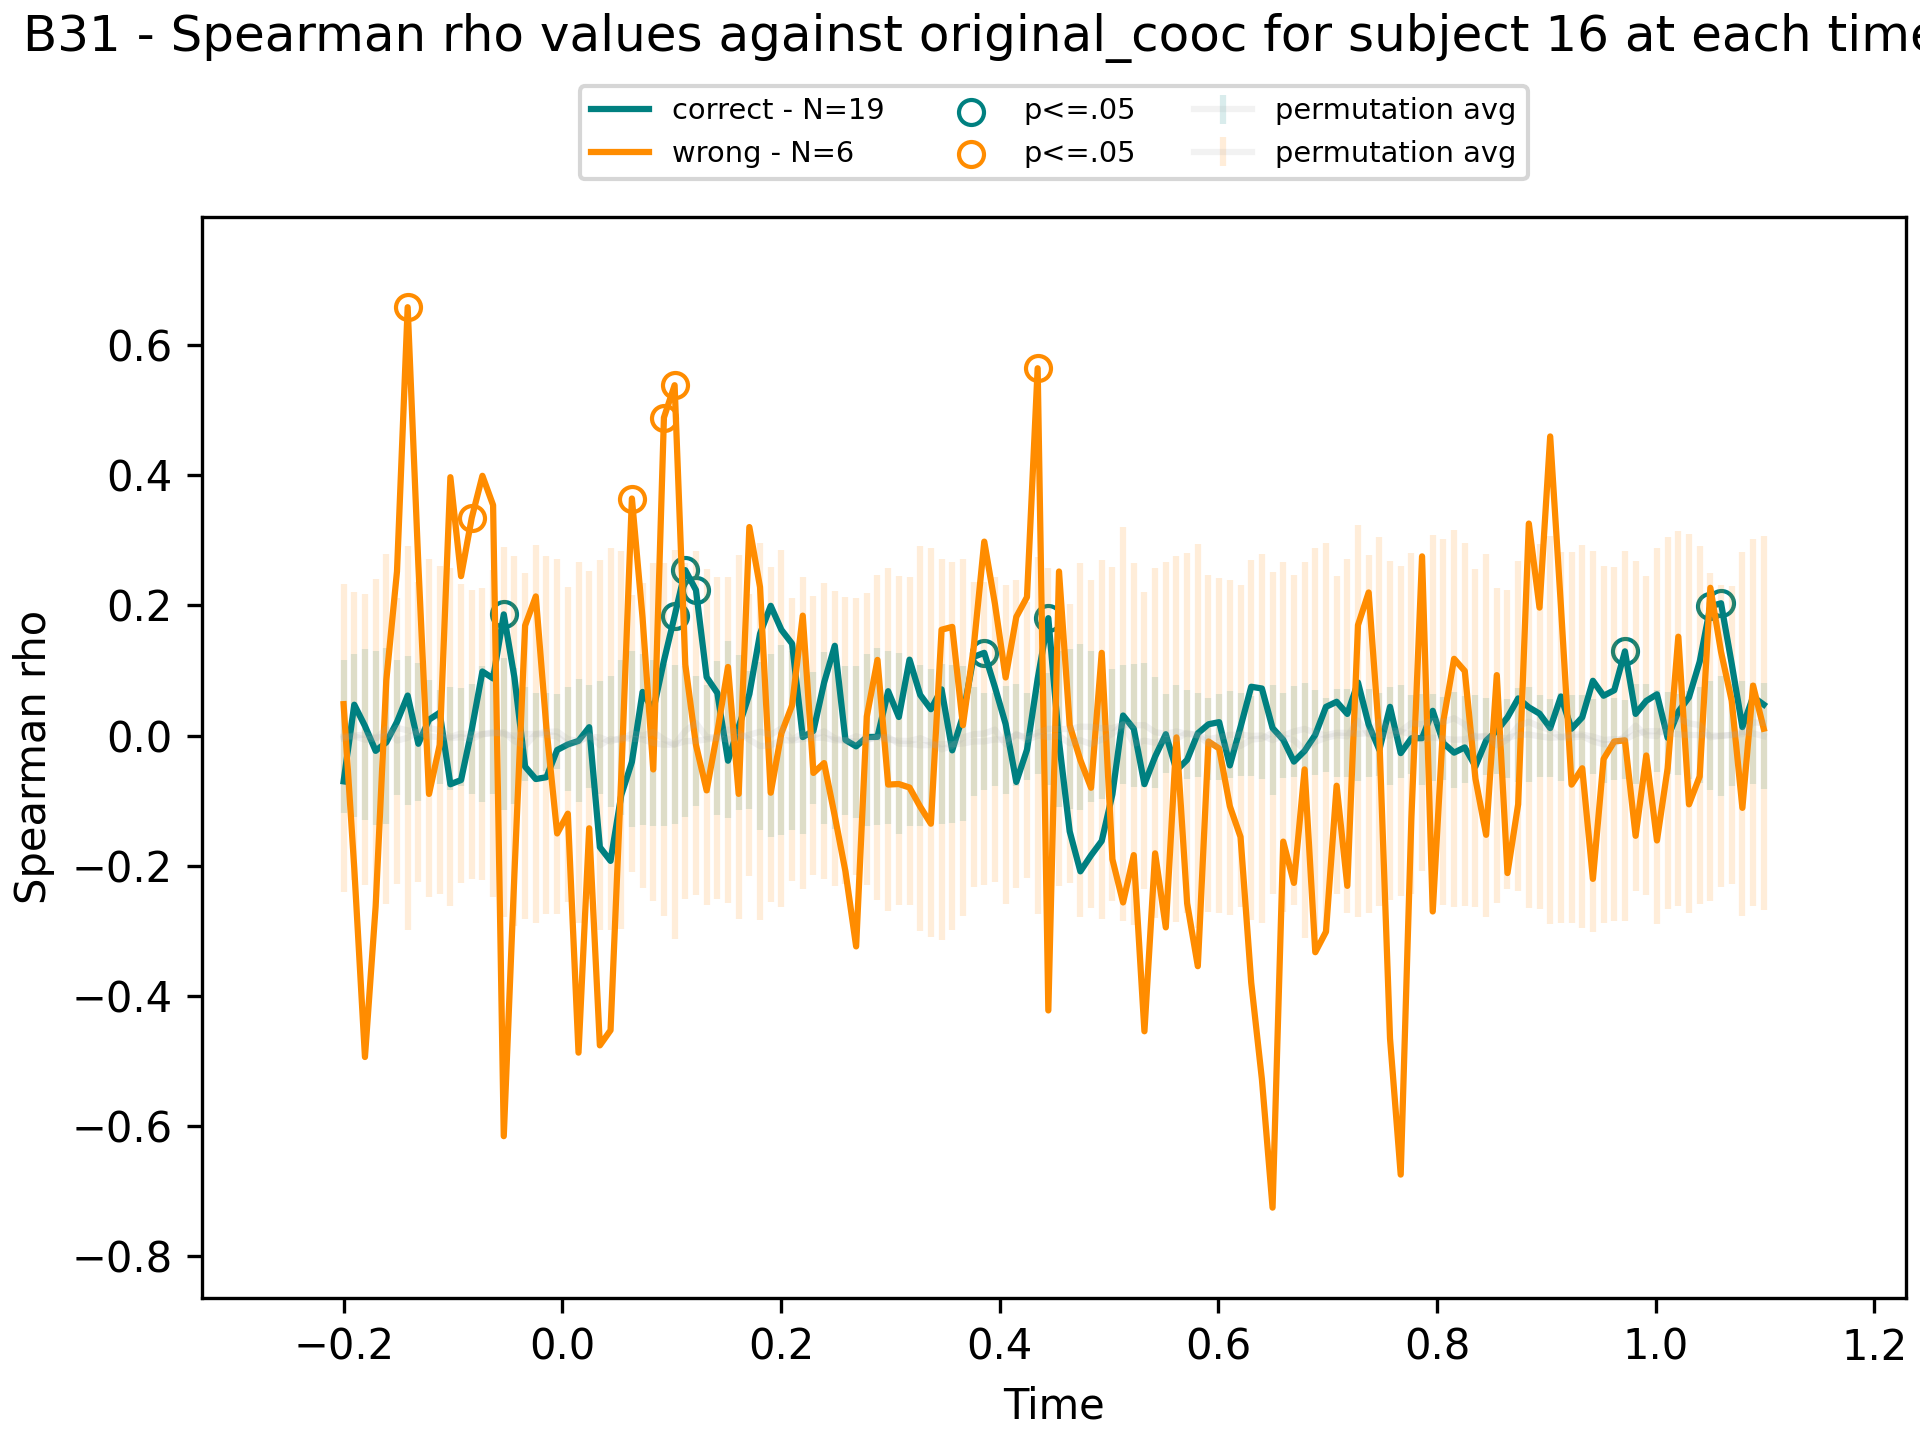 B31 - Spearman rho values against original_cooc for subject 16 at each time
correct - N=19
wrong - N=6
p<=.05
p<=.05
permutation avg
permutation avg
Spearman rho
0.6
0.4
0.2
0.0
−0.2
−0.4
−0.6
−0.8
−0.2 0.0 0.2 0.4 0.6 0.8 1.0 1.2
Time